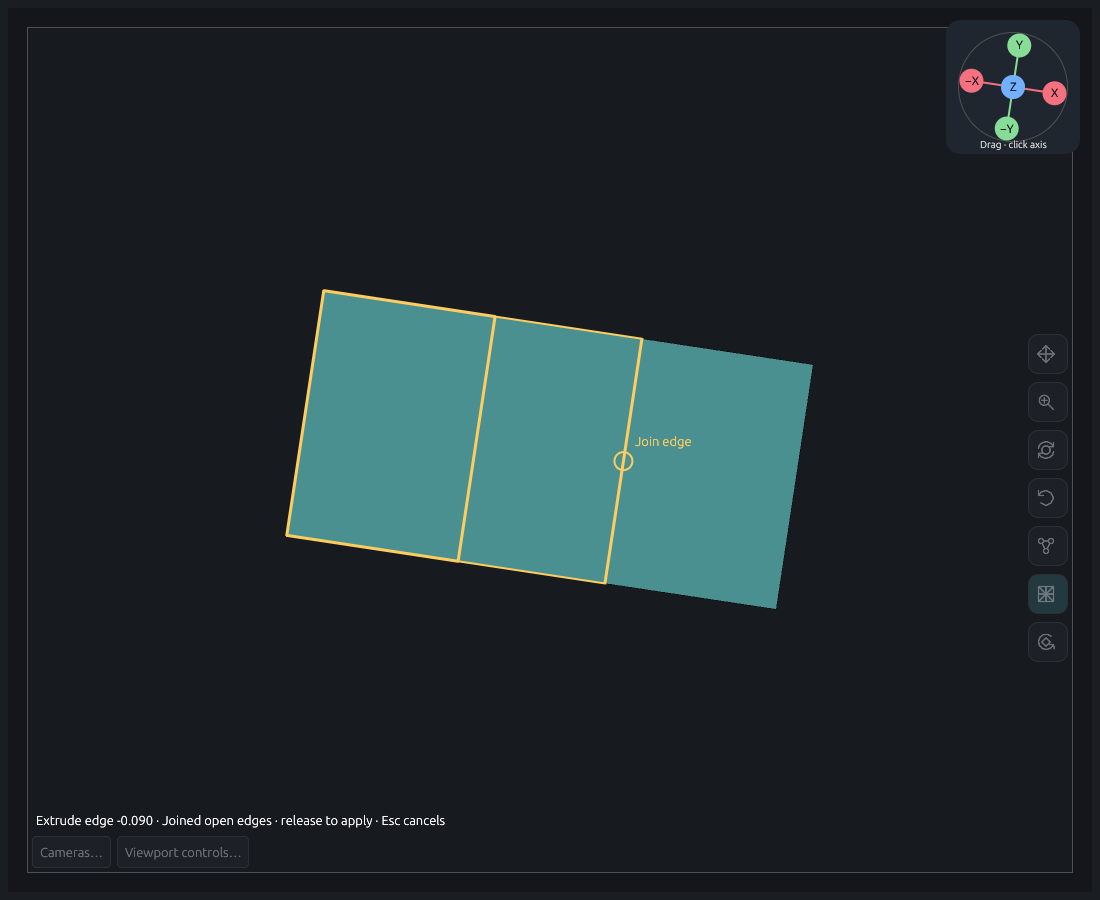 Y
–X
Z
X
–Y
Drag · click axis
Join edge
Extrude edge -0.090 · Joined open edges · release to apply · Esc cancels
Cameras… Viewport controls…